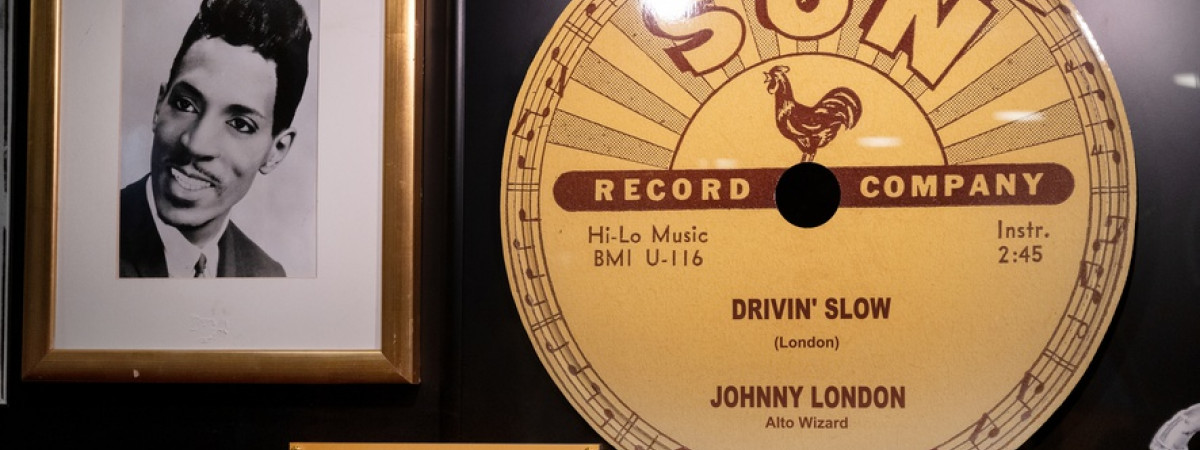 SUN
RECORD COMPANY
Hi-Lo Music
BMI U-116
Instr.
2:45
DRIVIN' SLOW
(London)
JOHNNY LONDON
Alto Wizard